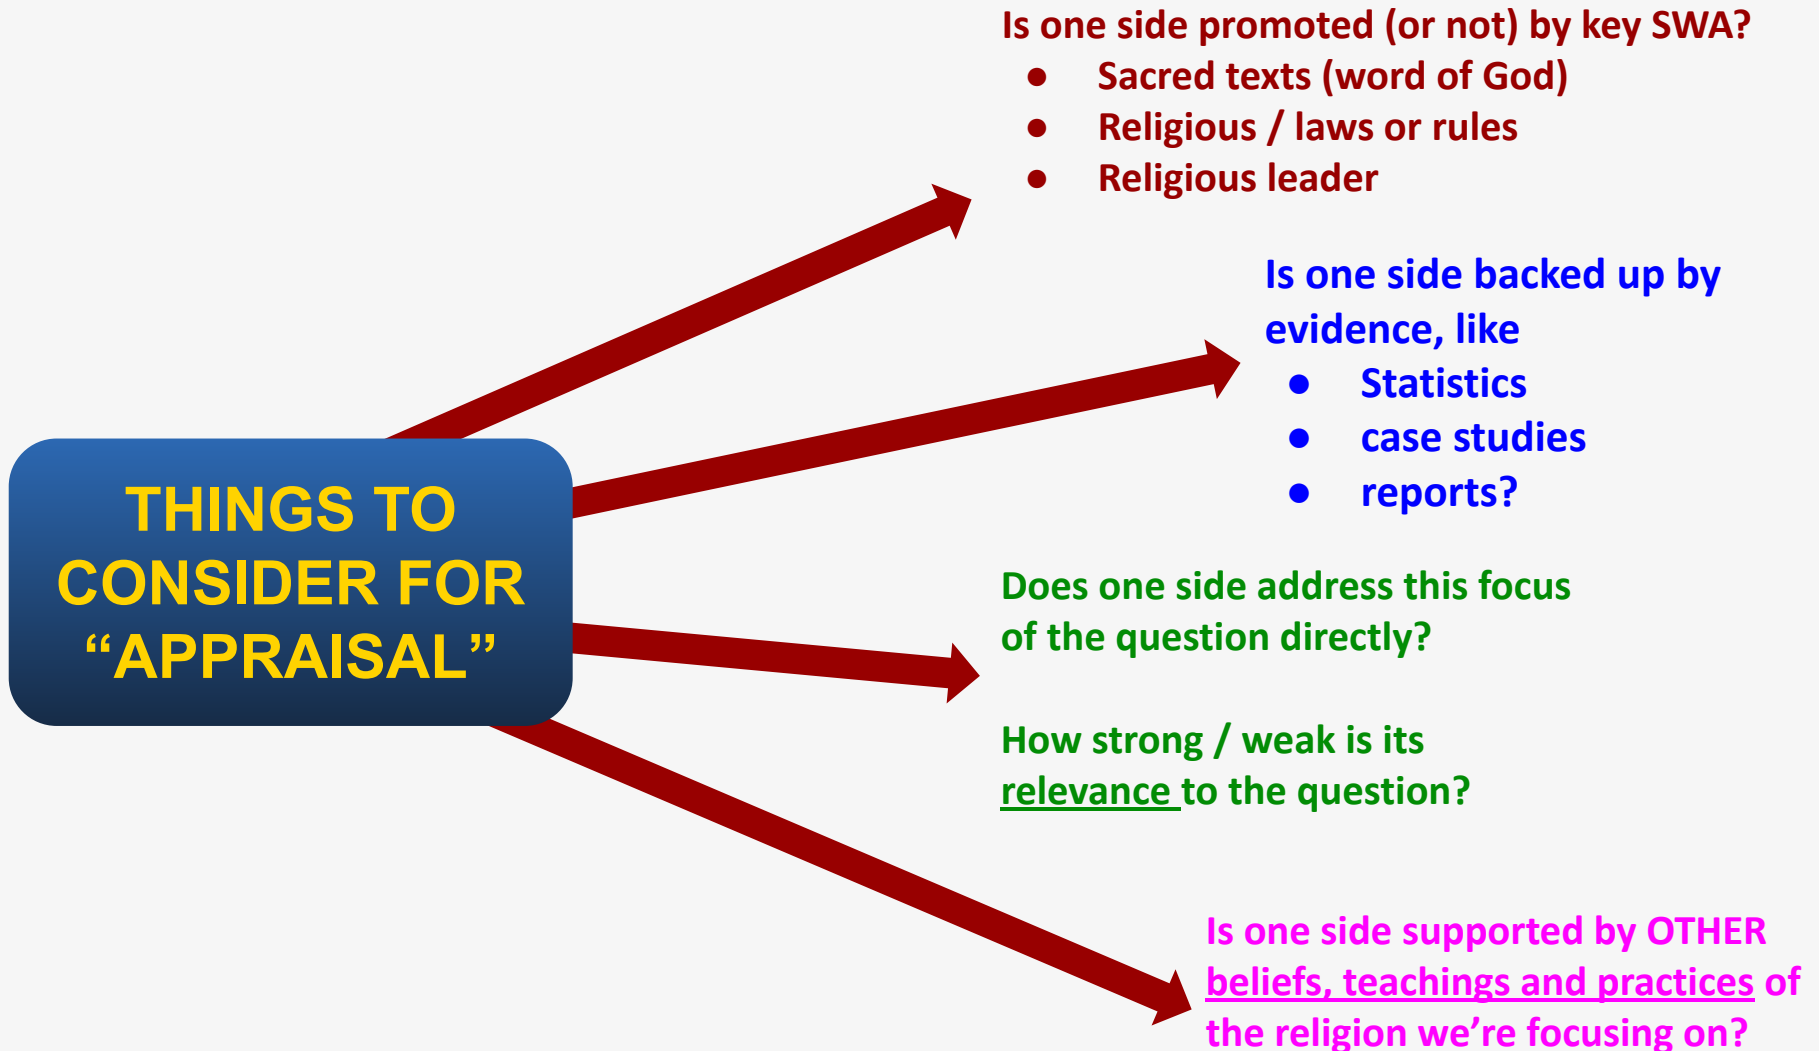 Is one side promoted (or not) by key SWA?
● Sacred texts (word of God)
● Religious / laws or rules
● Religious leader
Is one side backed up by
evidence, like
● Statistics
● case studies
● reports?
THINGS TO
CONSIDER FOR
“APPRAISAL”
Does one side address this focus
of the question directly?
How strong / weak is its
relevance to the question?
Is one side supported by OTHER
beliefs, teachings and practices of
the religion we’re focusing on?